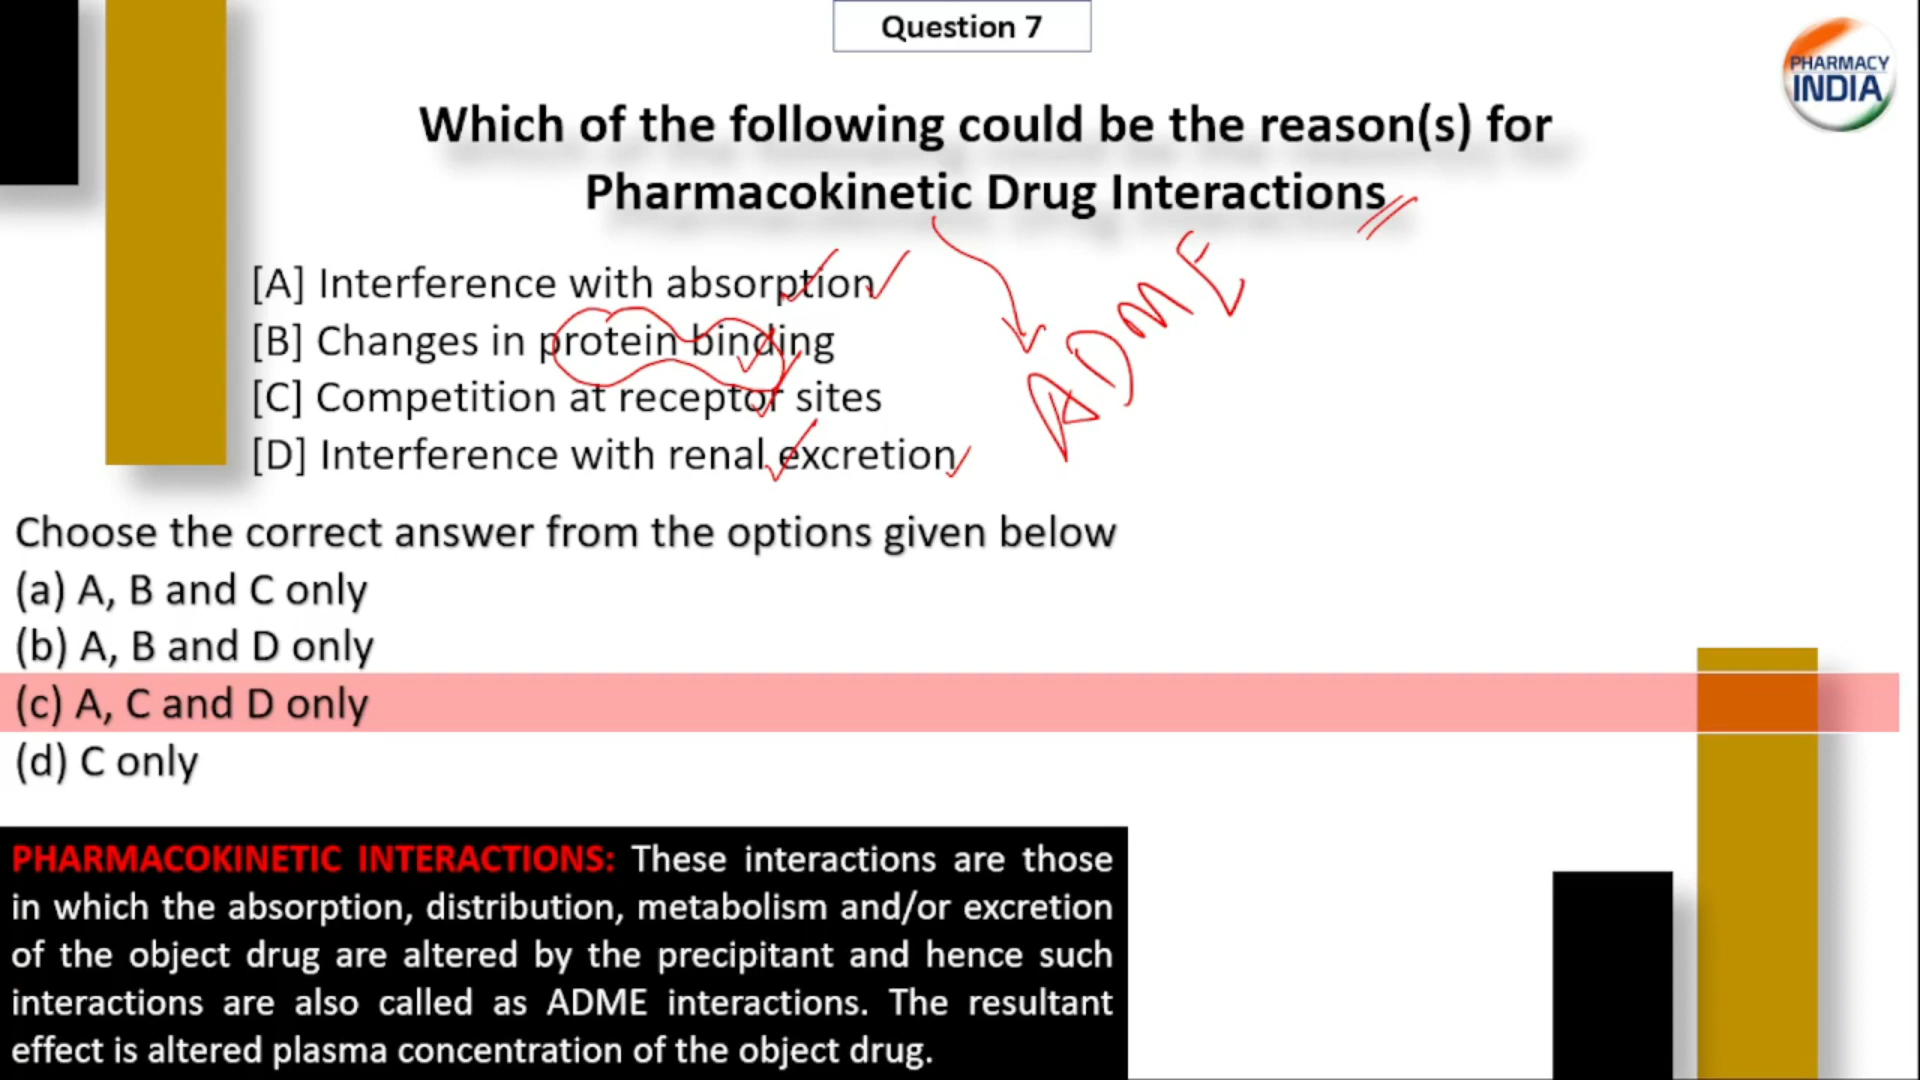 Question 7
PHARMACY
INDIA
Which of the following could be the reason(s) for
Pharmacokinetic Drug Interactions
[A] Interference with absorption
[B] Changes in protein binding
[C] Competition at receptor sites
[D] Interference with renal excretion
ADME
Choose the correct answer from the options given below
(a) A, B and C only
(b) A, B and D only
(c) A, C and D only
(d) C only
PHARMACOKINETIC INTERACTIONS: These interactions are those
in which the absorption, distribution, metabolism and/or excretion
of the object drug are altered by the precipitant and hence such
interactions are also called as ADME interactions. The resultant
effect is altered plasma concentration of the object drug.